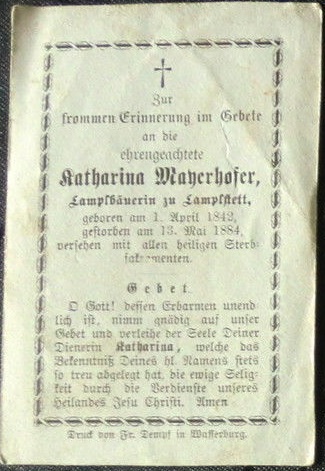 Zur
frommen Erinnerung im Gebete
an die
ehrengeachtete
Katharina Mayerhofer,
Lamplbäuerin zu Lamplstett,
geboren am 1. April 1842,
gestorben am 13. Mai 1884,
versehen mit allen heiligen Sterb-
sakramenten.
Gebet.
O Gott! dessen Erbarmen unend-
lich ist, nimm gnädig auf unser
Gebet und verleihe der Seele Deiner
Dienerin Katharina, welche das
Bekenntniß Deines hl. Namens stets
so treu abgelegt hat, die ewige Selig-
keit durch die Verdienste unseres
Heilandes Jesu Christi. Amen
Druck von Fr. Dempf in Wasserburg.